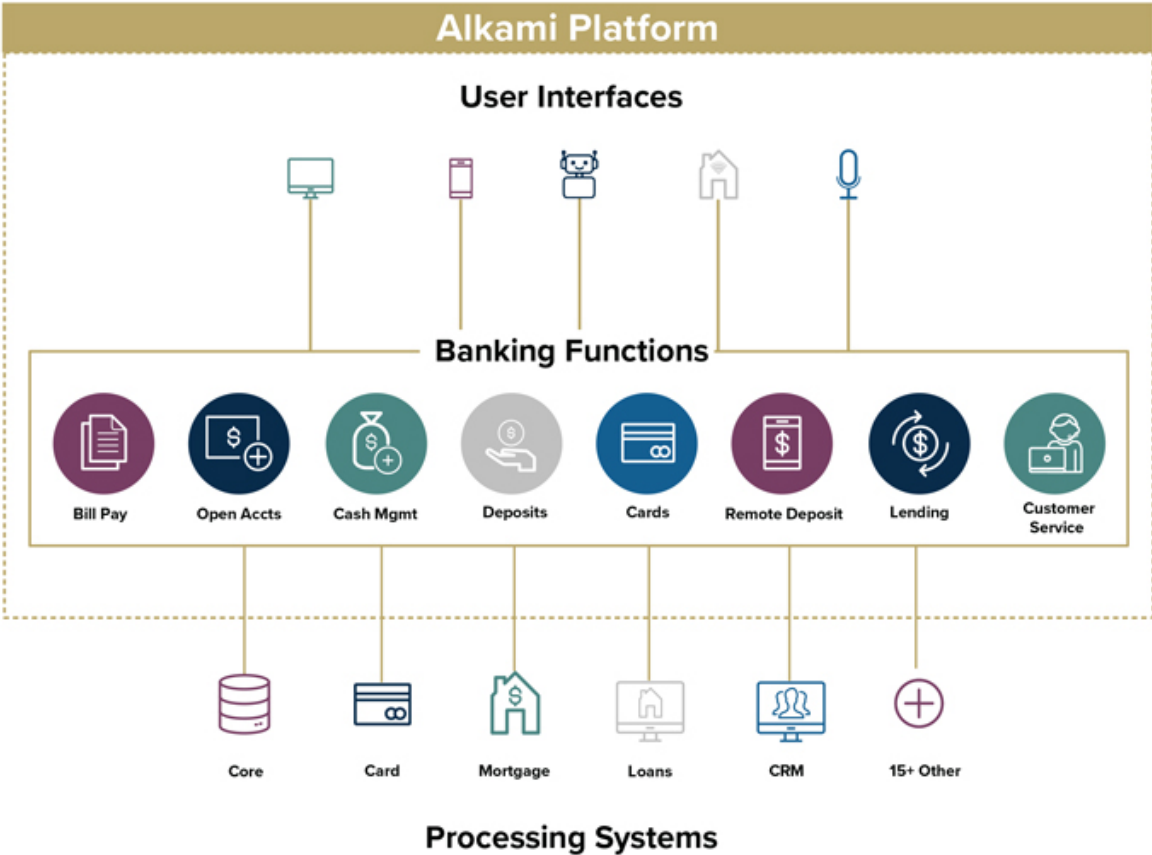 Alkami Platform
User Interfaces
Banking Functions
$
$
$
$
$
Bill Pay
Open Accts
Cash Mgmt
Deposits
Cards
Remote Deposit
Lending
Customer
Service
$
Core
Card
Mortgage
Loans
CRM
15+ Other
Processing Systems